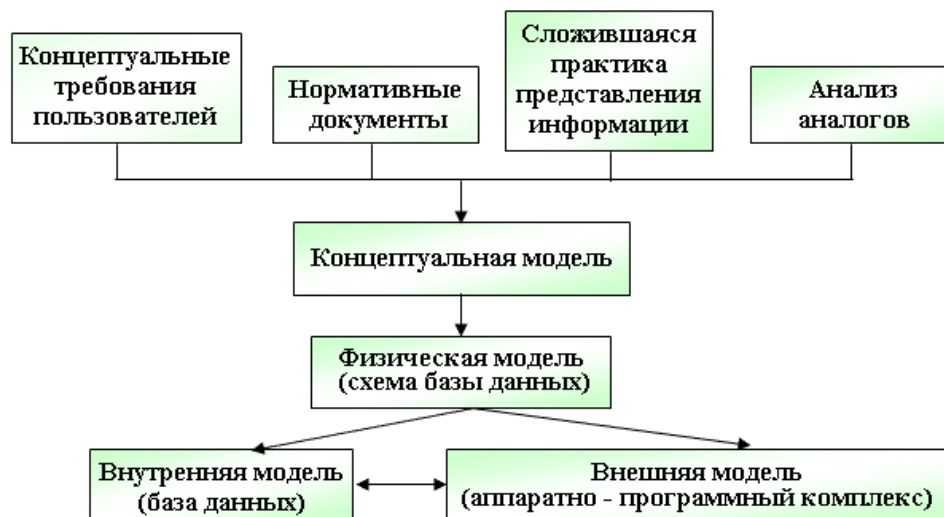 Концептуальные
требования
пользователей
Нормативные
документы
Сложившаяся
практика
представления
информации
Анализ
аналогов
Концептуальная модель
Физическая модель
(схема базы данных)
Внутренняя модель
(база данных)
Внешняя модель
(аппаратно - программный комплекс)